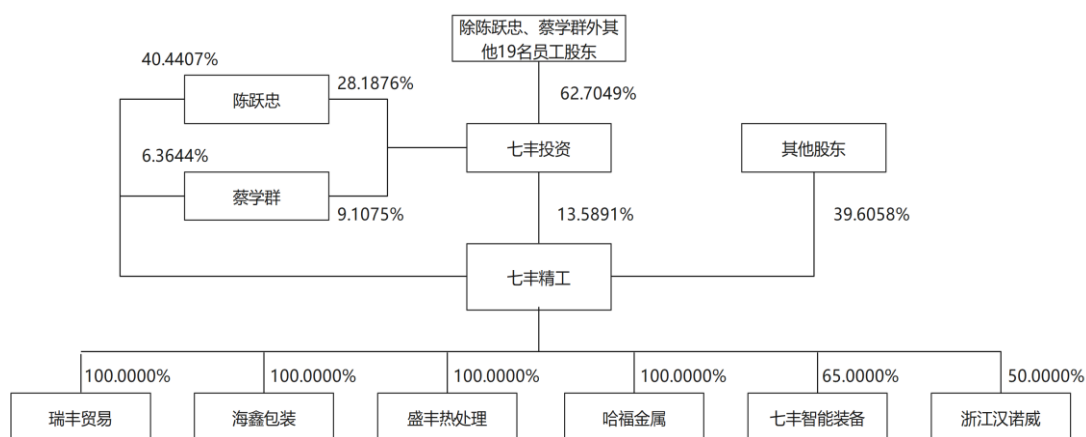 除陈跃忠、蔡学群外其
他19名员工股东
40.4407%
28.1876%
62.7049%
陈跃忠
七丰投资
其他股东
6.3644%
蔡学群
9.1075%
13.5891%
39.6058%
七丰精工
100.0000%
100.0000%
100.0000%
100.0000%
65.0000%
50.0000%
瑞丰贸易
海鑫包装
盛丰热处理
哈福金属
七丰智能装备
浙江汉诺威